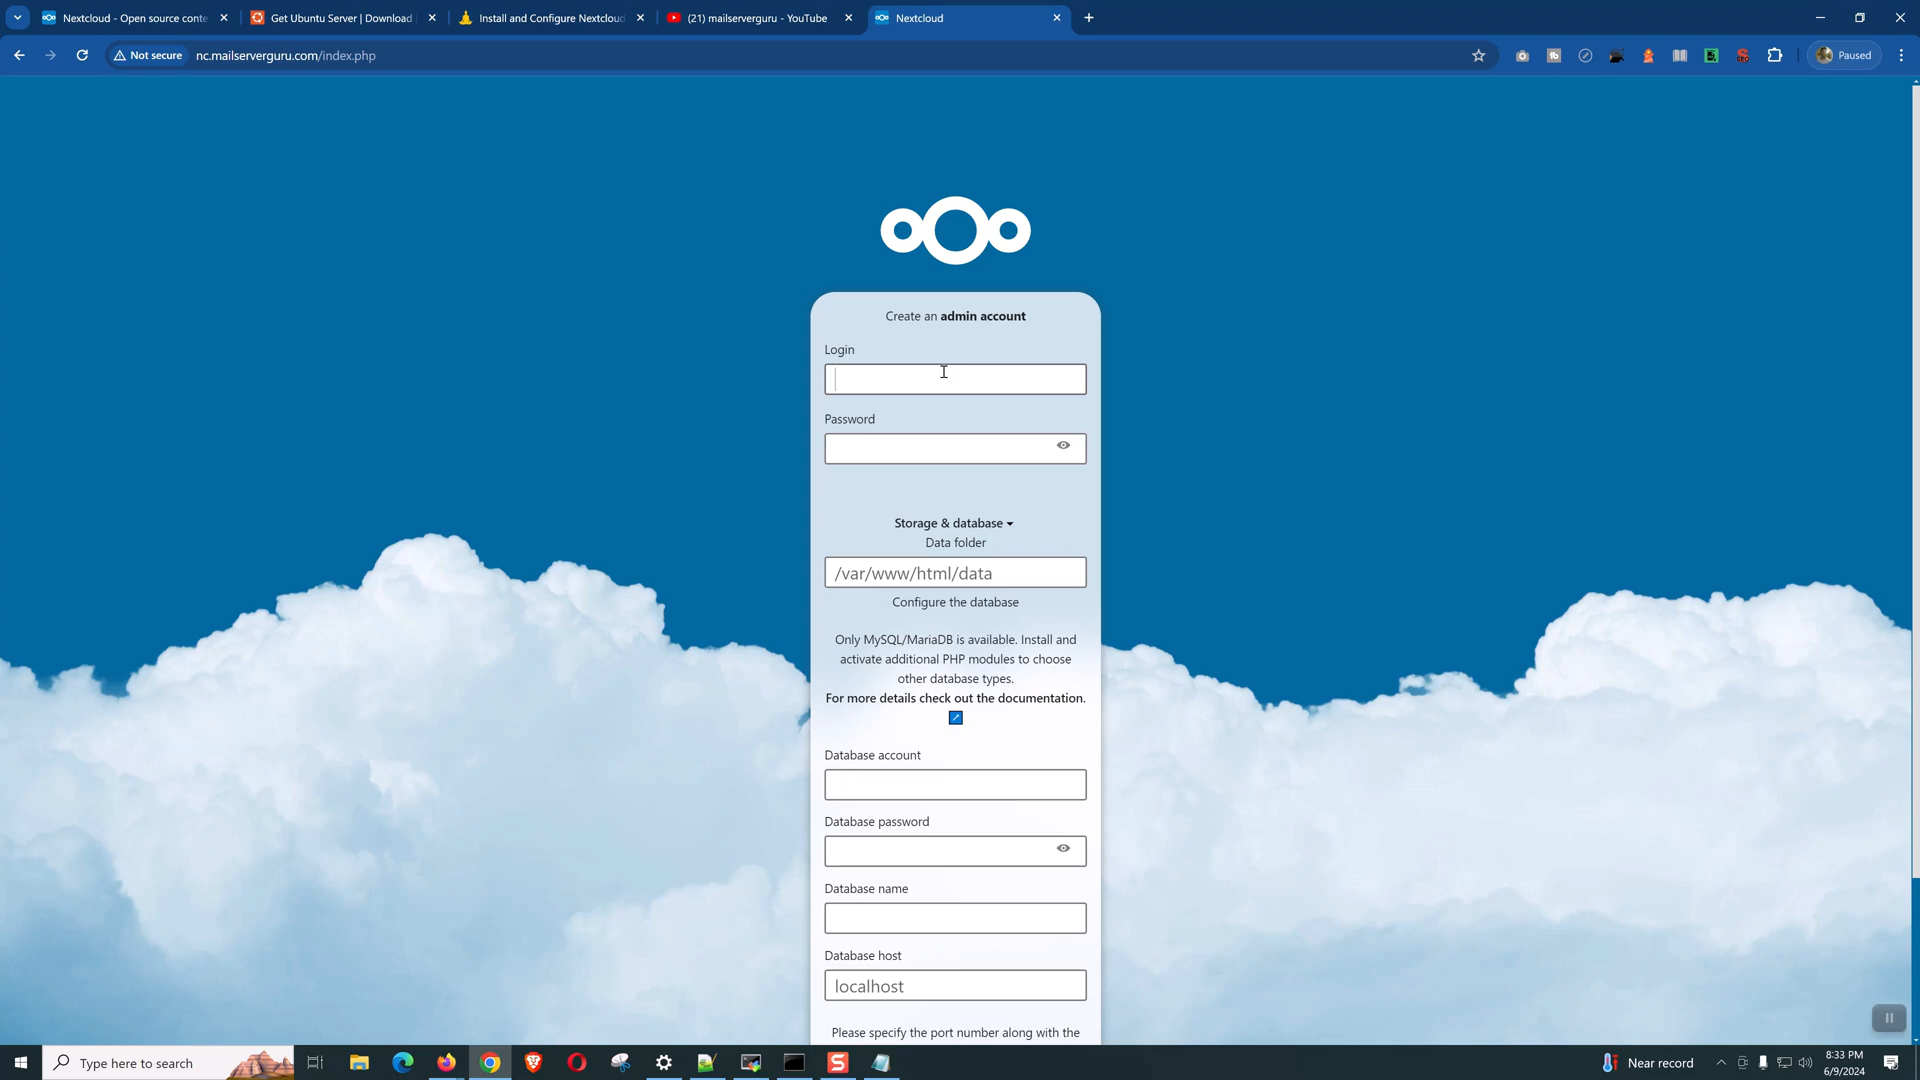 Nextcloud - Open source conte
Get Ubuntu Server | Download
Install and Configure Nextcloud
(21) mailserverguru - YouTube
Nextcloud
Not secure
nc.mailserverguru.com/index.php
Paused
Create an admin account
Login
Password
Storage & database
Data folder
/var/www/html/data
Configure the database
Only MySQL/MariaDB is available. Install and
activate additional PHP modules to choose
other database types.
For more details check out the documentation.
Database account
Database password
Database name
Database host
localhost
Please specify the port number along with the
Type here to search
Near record
8:33 PM
6/9/2024